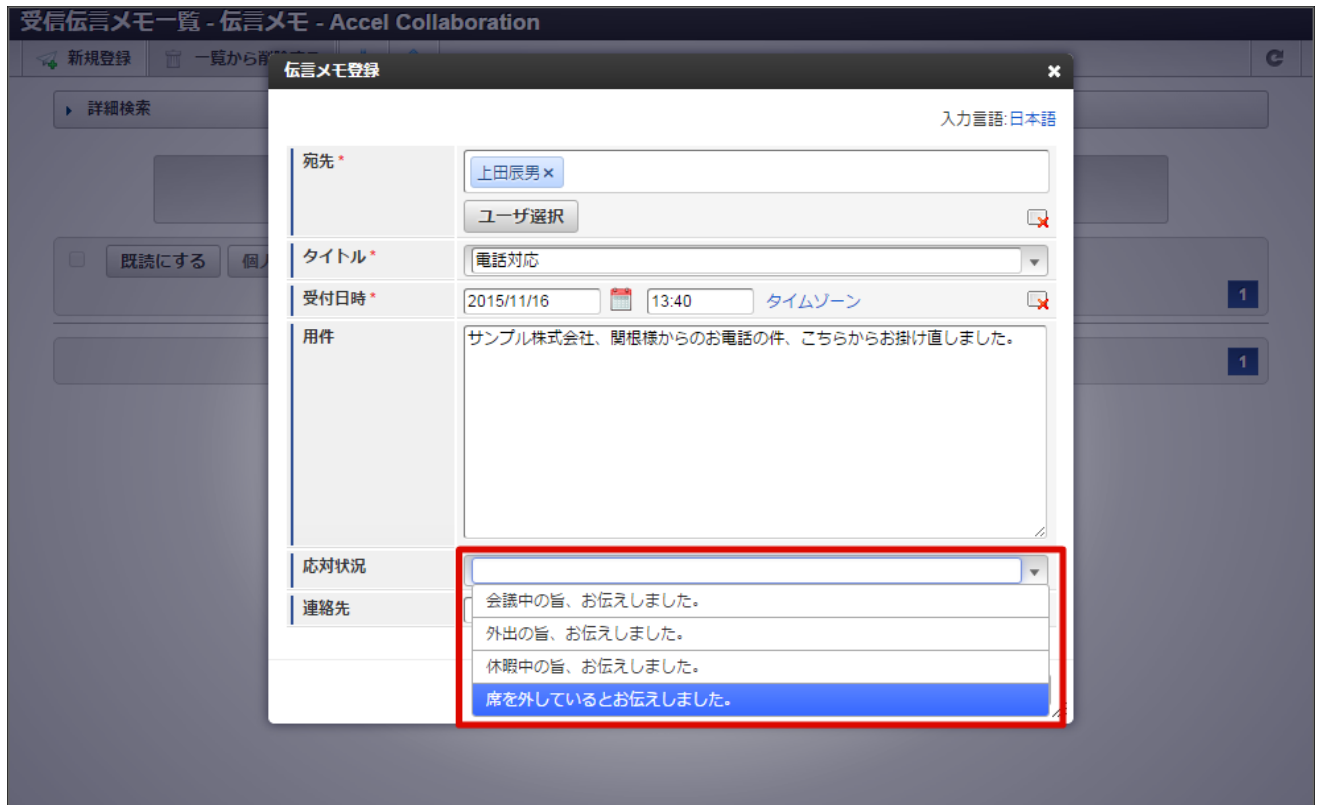 受信伝言メモ一覧 - 伝言メモ - Accel Collaboration
新規登録 一覧から削除する
詳細検索
既読にする 個人
1
1
伝言メモ登録 ×
入力言語:日本語
宛先 *
上田辰男×
ユーザ選択
タイトル *
電話対応
受付日時 *
2015/11/16 13:40 タイムゾーン
用件
サンプル株式会社、関根様からのお電話の件、こちらからお掛け直しました。
応対状況
連絡先
会議中の旨、お伝えしました。
外出の旨、お伝えしました。
休暇中の旨、お伝えしました。
席を外しているとお伝えしました。